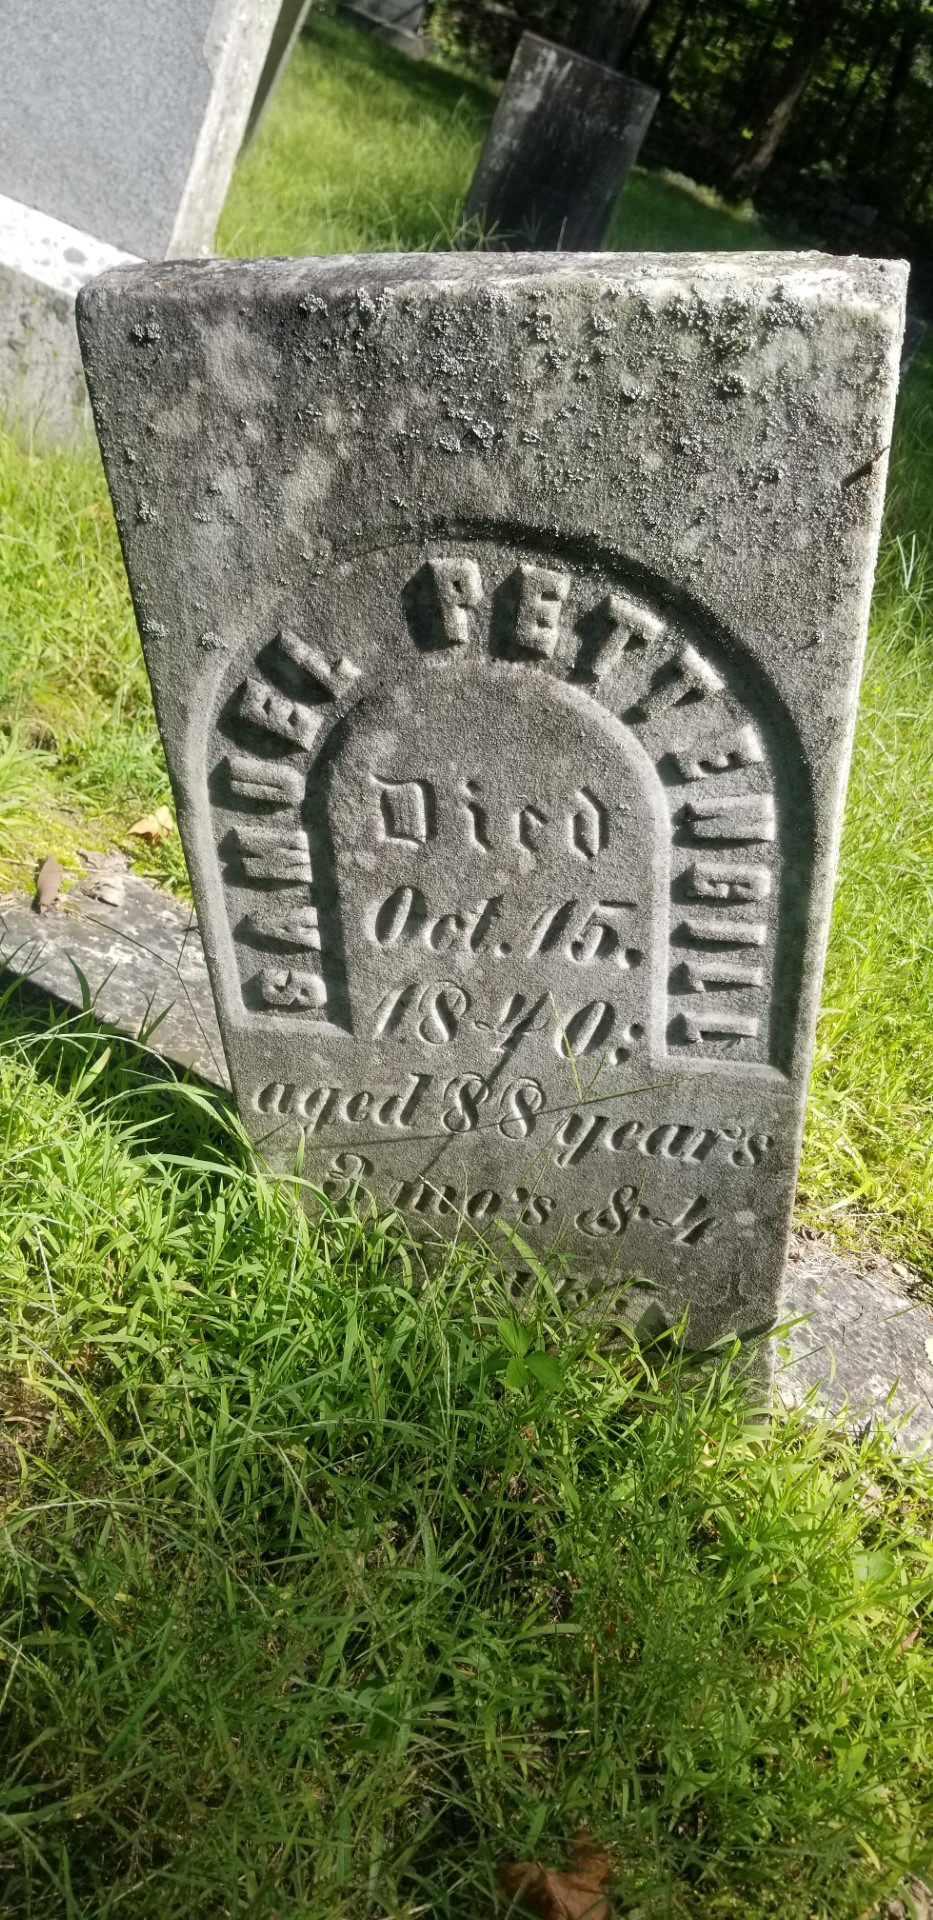 SAMUEL PETTENGILL
Died
Oct. 15.
1840;
aged 88 years
3 mo's & 4